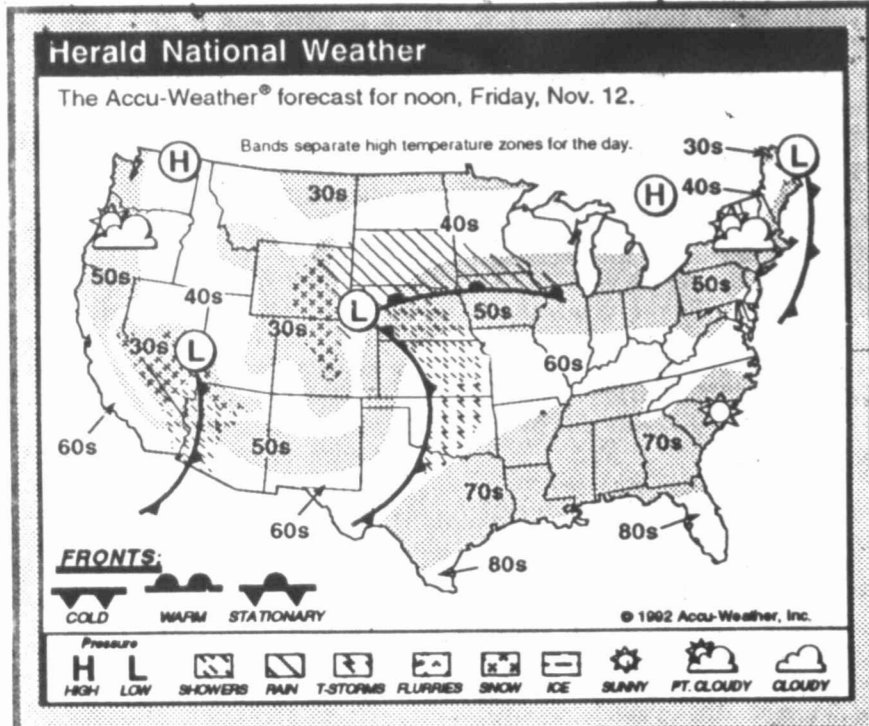 Herald National Weather
The Accu-Weather® forecast for noon, Friday, Nov. 12.
Bands separate high temperature zones for the day.
30s
L
H
30s
H
40s
40s
50s
40s
50s
L
50s
30s
30s
L
60s
60s
50s
70s
70s
60s
80s
80s
FRONTS:
COLD WARM STATIONARY
© 1992 Accu-Weather, Inc.
Pressure
H L
HIGH LOW SHOWERS RAIN T-STORMS FLURRIES SNOW ICE SUNNY PT. CLOUDY CLOUDY